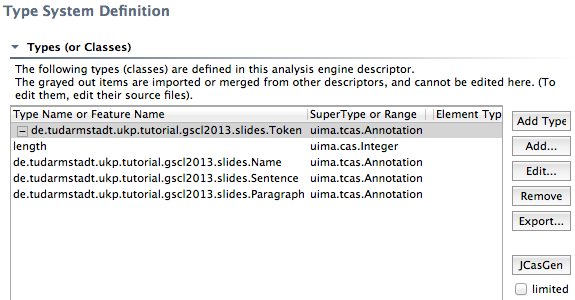 Type System Definition
Types (or Classes)
The following types (classes) are defined in this analysis engine descriptor.
The grayed out items are imported or merged from other descriptors, and cannot be edited here. (To
edit them, edit their source files).
Type Name or Feature Name SuperType or Range Element Typ
de.tudarmstadt.ukp.tutorial.gscl2013.slides.Token uima.tcas.Annotation
length uima.cas.Integer
de.tudarmstadt.ukp.tutorial.gscl2013.slides.Name uima.tcas.Annotation
de.tudarmstadt.ukp.tutorial.gscl2013.slides.Sentence uima.tcas.Annotation
de.tudarmstadt.ukp.tutorial.gscl2013.slides.Paragraph uima.tcas.Annotation
Add Type
Add...
Edit...
Remove
Export...
JCasGen
limited